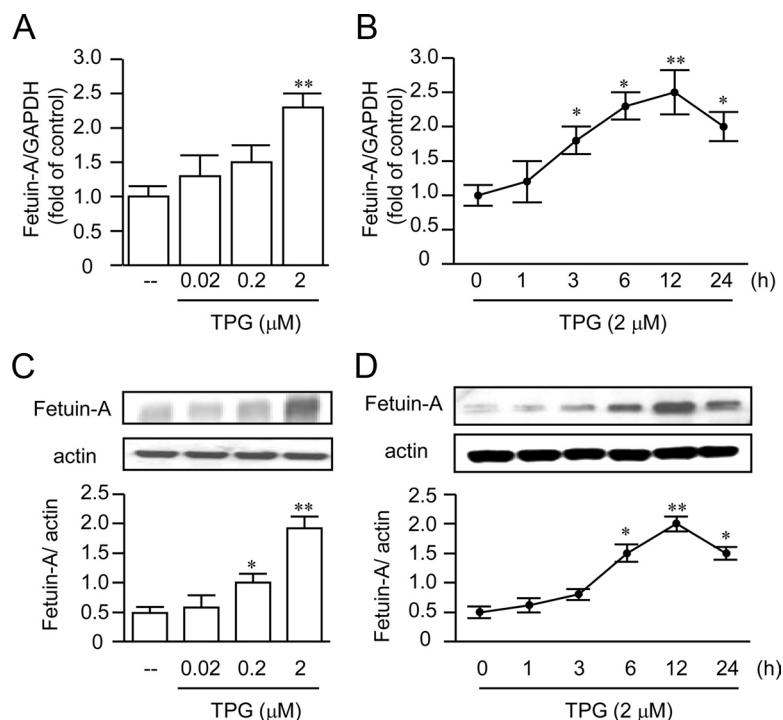 A
Fetuin-A/GAPDH
(fold of control)
3.0
2.5
2.0
1.5
1.0
0.5
0
**
-- 0.02 0.2 2
TPG (μM)
B
Fetuin-A/GAPDH
(fold of control)
3.0
2.5
2.0
1.5
1.0
0.5
0
* * ** *
0 1 3 6 12 24 (h)
TPG (2 μM)
C
Fetuin-A
actin
Fetuin-A/ actin
2.5
2.0
1.5
1.0
0.5
0
* **
-- 0.02 0.2 2
TPG (μM)
D
Fetuin-A
actin
Fetuin-A/ actin
2.5
2.0
1.5
1.0
0.5
0
* ** *
0 1 3 6 12 24 (h)
TPG (2 μM)